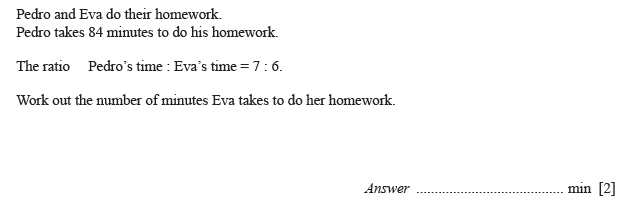 Pedro and Eva do their homework.
Pedro takes 84 minutes to do his homework.
The ratio Pedro’s time : Eva’s time = 7 : 6.
Work out the number of minutes Eva takes to do her homework.
Answer ........................................ min [2]